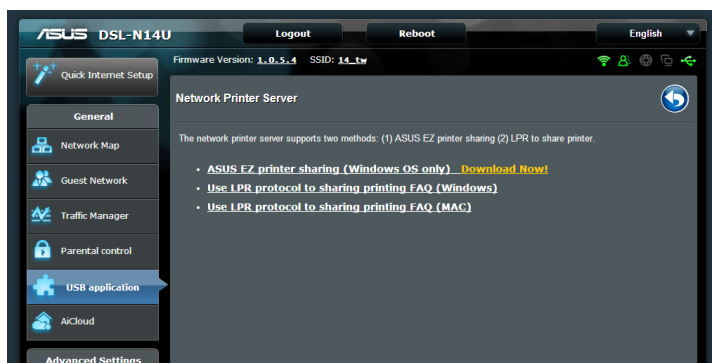 ASUS DSL-N14U Logout Reboot English
Firmware Version: 1.0.5.4 SSID: 14_tw
Quick Internet Setup
General
Network Map
Guest Network
Traffic Manager
Parental control
USB application
AiCloud
Advanced Settings
Network Printer Server
The network printer server supports two methods: (1) ASUS EZ printer sharing (2) LPR to share printer.
ASUS EZ printer sharing (Windows OS only) Download Now!
Use LPR protocol to sharing printing FAQ (Windows)
Use LPR protocol to sharing printing FAQ (MAC)